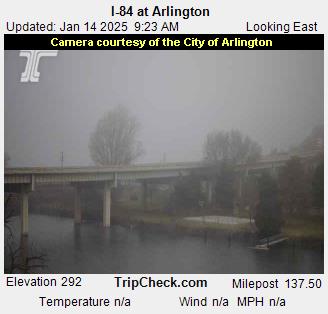 I-84 at Arlington
Updated: Jan 14 2025 9:23 AM Looking East
Camera courtesy of the City of Arlington
Elevation 292 TripCheck.com Milepost 137.50
Temperature n/a Wind n/a MPH n/a